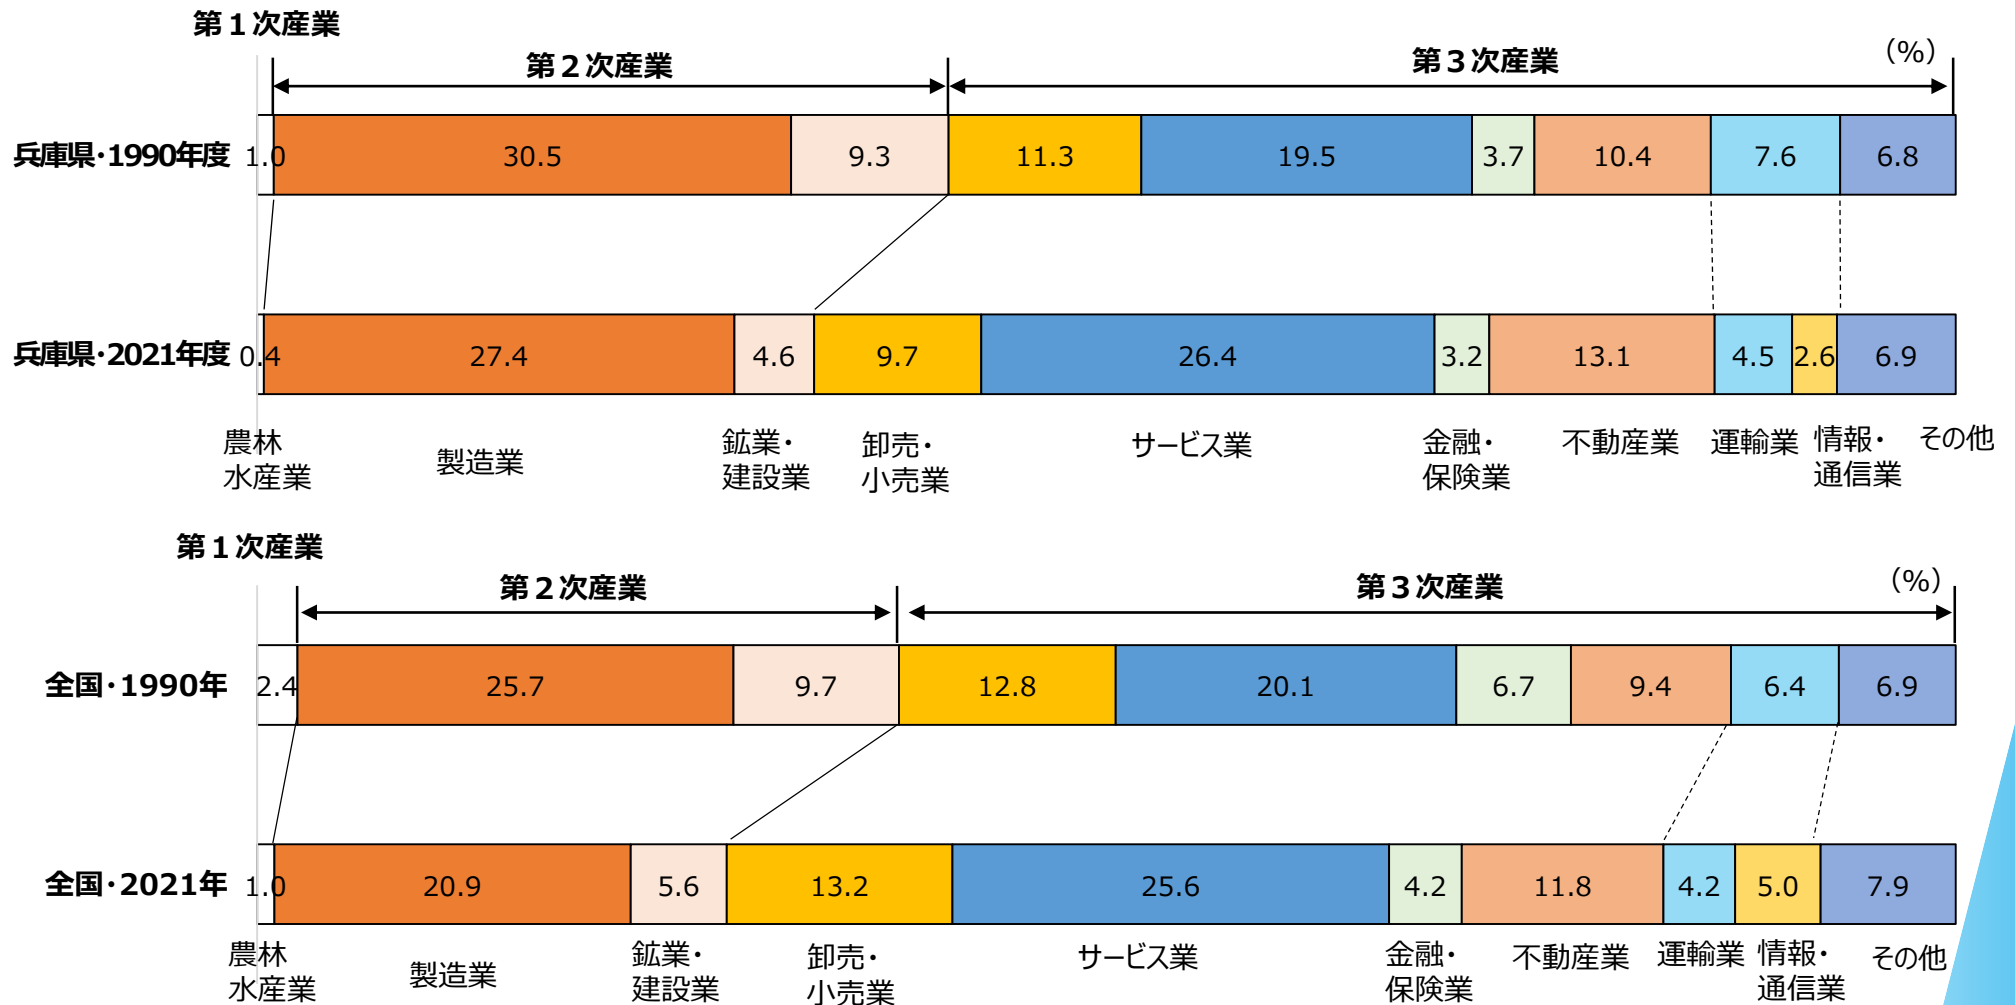 第１次産業
第２次産業
第３次産業
（%）
兵庫県・1990年度 1.0 30.5 9.3 11.3 19.5 3.7 10.4 7.6 6.8
兵庫県・2021年度 0.4 27.4 4.6 9.7 26.4 3.2 13.1 4.5 2.6 6.9
農林
水産業
製造業
鉱業・
建設業
卸売・
小売業
サービス業
金融・
保険業
不動産業
運輸業
情報・
通信業
その他
第１次産業
第２次産業
第３次産業
（%）
全国・1990年 2.4 25.7 9.7 12.8 20.1 6.7 9.4 6.4 6.9
全国・2021年 1.0 20.9 5.6 13.2 25.6 4.2 11.8 4.2 5.0 7.9
農林
水産業
製造業
鉱業・
建設業
卸売・
小売業
サービス業
金融・
保険業
不動産業
運輸業
情報・
通信業
その他